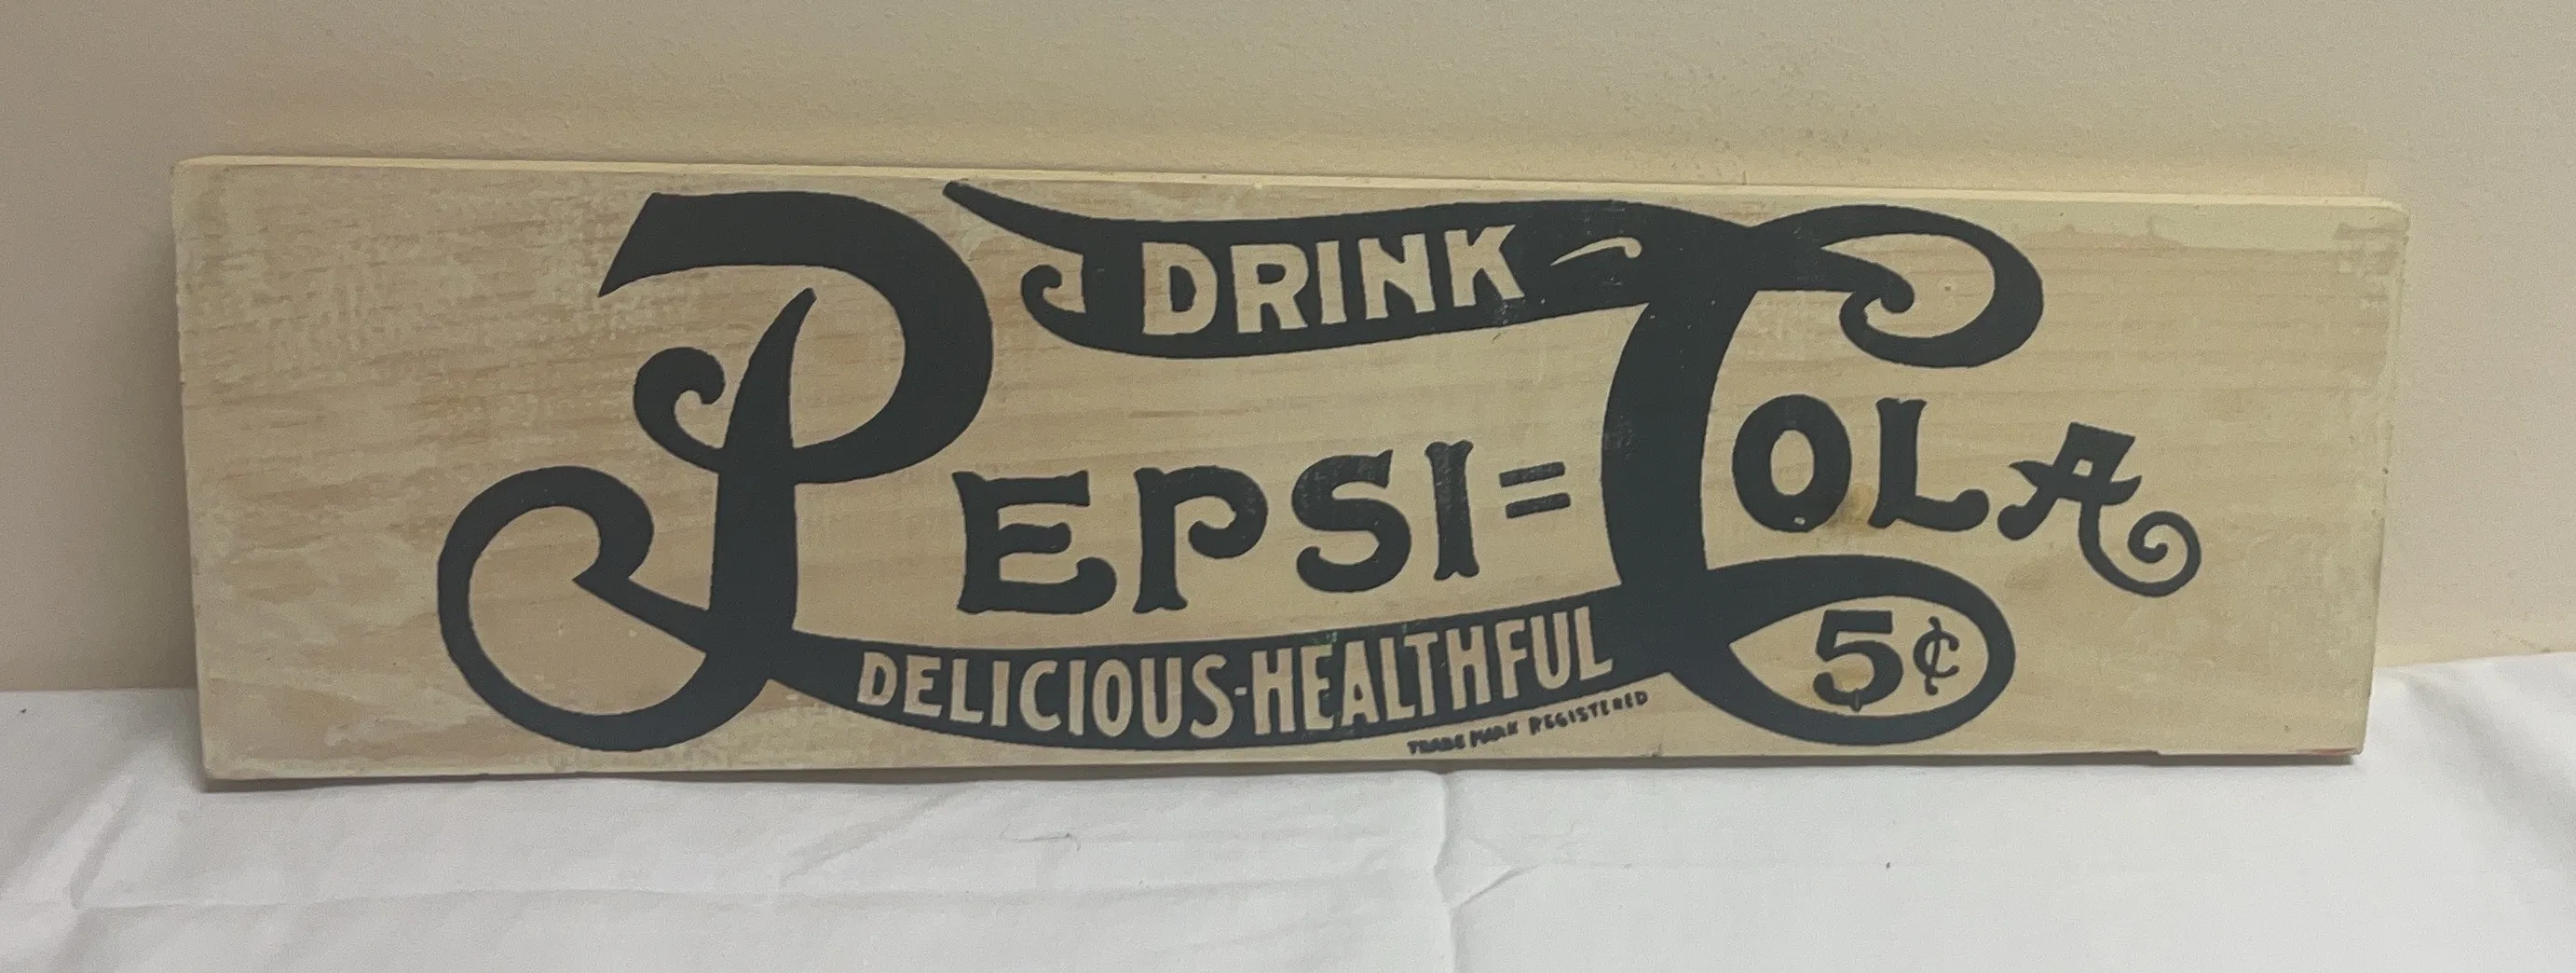 DRINK
PEPSI=COLA
DELICIOUS-HEALTHFUL
5¢
TRADE MARK REGISTERED